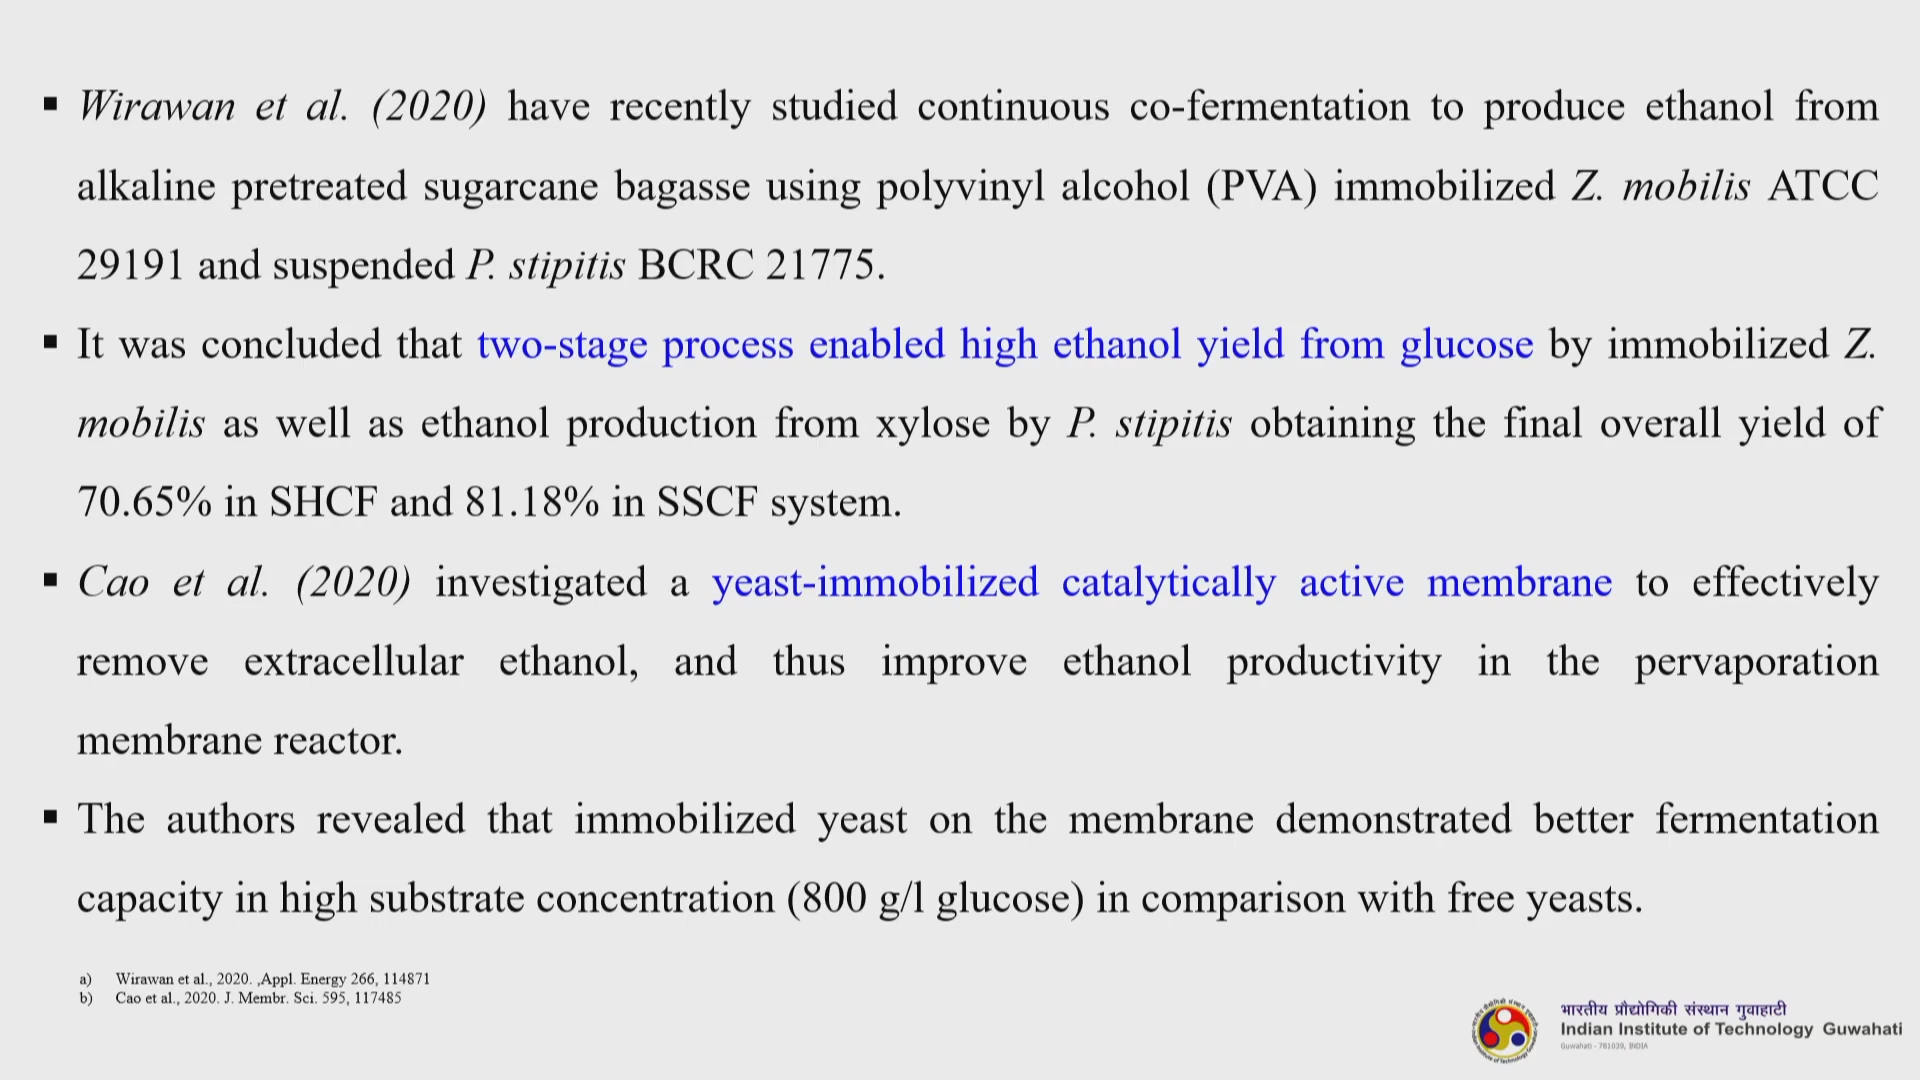 ▪ Wirawan et al. (2020) have recently studied continuous co-fermentation to produce ethanol from
alkaline pretreated sugarcane bagasse using polyvinyl alcohol (PVA) immobilized Z. mobilis ATCC
29191 and suspended P. stipitis BCRC 21775.
▪ It was concluded that two-stage process enabled high ethanol yield from glucose by immobilized Z.
mobilis as well as ethanol production from xylose by P. stipitis obtaining the final overall yield of
70.65% in SHCF and 81.18% in SSCF system.
▪ Cao et al. (2020) investigated a yeast-immobilized catalytically active membrane to effectively
remove extracellular ethanol, and thus improve ethanol productivity in the pervaporation
membrane reactor.
▪ The authors revealed that immobilized yeast on the membrane demonstrated better fermentation
capacity in high substrate concentration (800 g/l glucose) in comparison with free yeasts.
a) Wirawan et al., 2020. ,Appl. Energy 266, 114871
b) Cao et al., 2020. J. Membr. Sci. 595, 117485
भारतीय प्रौद्योगिकी संस्थान गुवाहाटी
Indian Institute of Technology Guwahati
Guwahati - 781039, INDIA